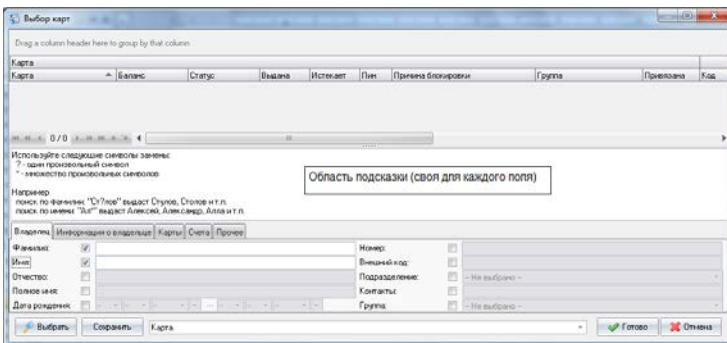 Выбор карт
Drag a column header here to group by that column
Карта
Карта Баланс Статус Выдана Истекает Пин Причина блокировки Группа Привязана Код
0 / 0
Используйте следующие символы замены:
? - один произвольный символ
* - множество произвольных символов
Область подсказки (своя для каждого поля)
Например
поиск по фамилии "Ст?лов" выдаст Стулов, Столов и т.п.
поиск по имени "Ал*" выдаст Алексей, Александр, Алла и т.п.
Владелец Информация о владельце Карты Счета Прочее
Фамилия: Номер:
Имя: Внешний код:
Отчество: Подразделение: - Не выбрано -
Полное имя: Контакты:
Дата рождения: Группа: - Не выбрано -
Выбрать Сохранить Карта Готово Отмена